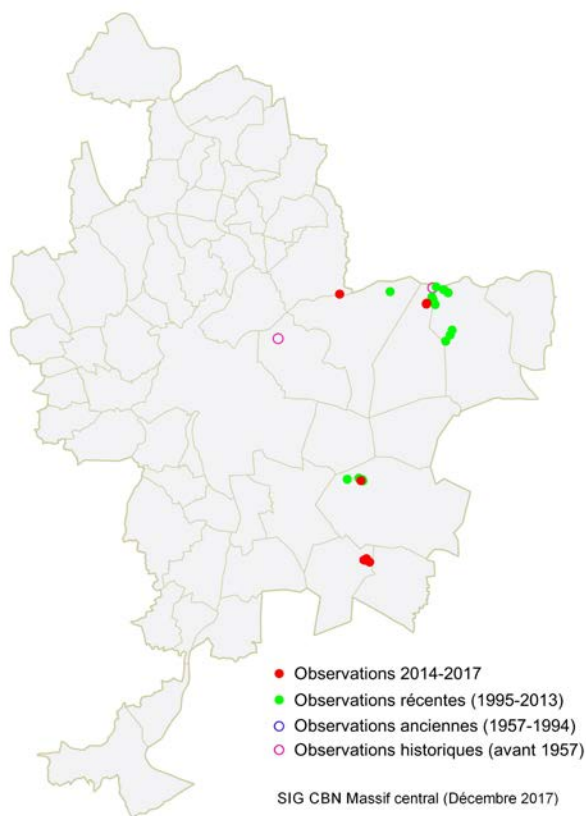 Observations 2014-2017
Observations récentes (1995-2013)
Observations anciennes (1957-1994)
Observations historiques (avant 1957)
SIG CBN Massif central (Décembre 2017)